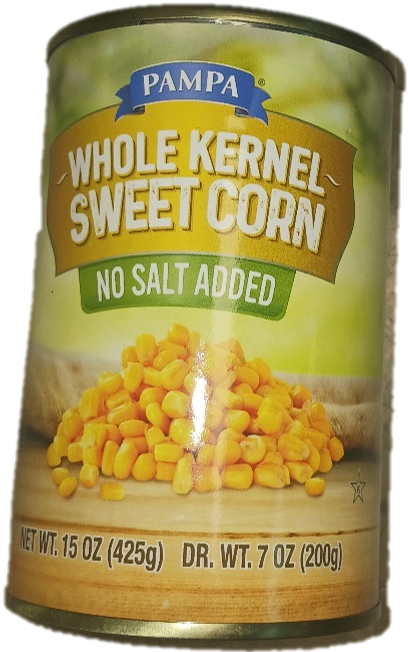 PAMPA®
WHOLE KERNEL
SWEET CORN
NO SALT ADDED
NET WT. 15 OZ (425g) DR. WT. 7 OZ (200g)